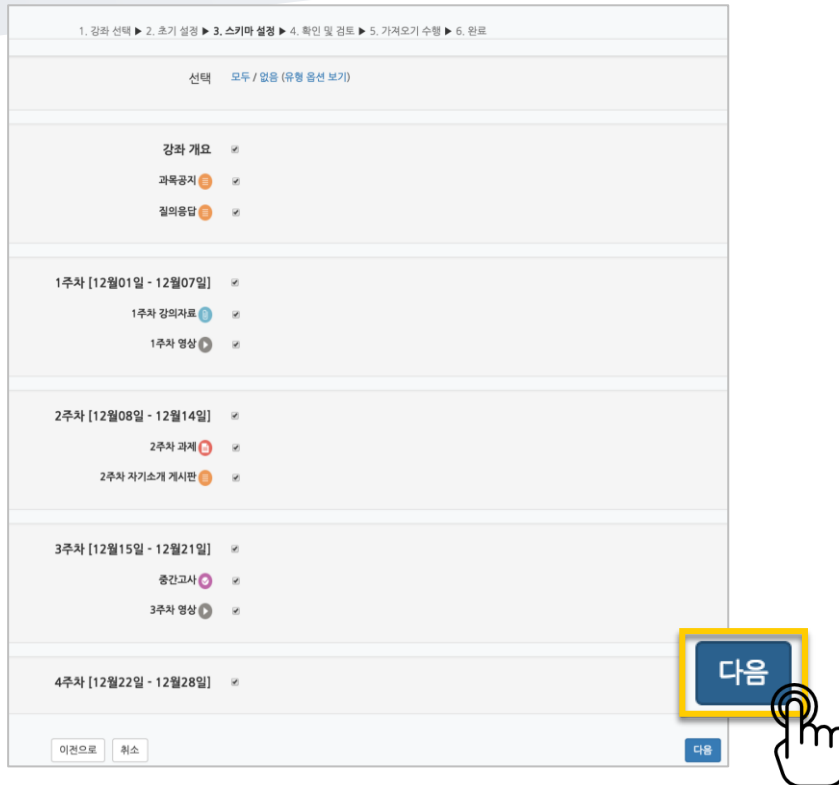 1. 강좌 선택 ▶ 2. 초기 설정 ▶ 3. 스키마 설정 ▶ 4. 확인 및 검토 ▶ 5. 가져오기 수행 ▶ 6. 완료
선택 모두 / 없음 (유형 옵션 보기)
강좌 개요
과목공지
질의응답
1주차 [12월01일 - 12월07일]
1주차 강의자료
1주차 영상
2주차 [12월08일 - 12월14일]
2주차 과제
2주차 자기소개 게시판
3주차 [12월15일 - 12월21일]
중간고사
3주차 영상
4주차 [12월22일 - 12월28일]
다음
이전으로 취소 다음